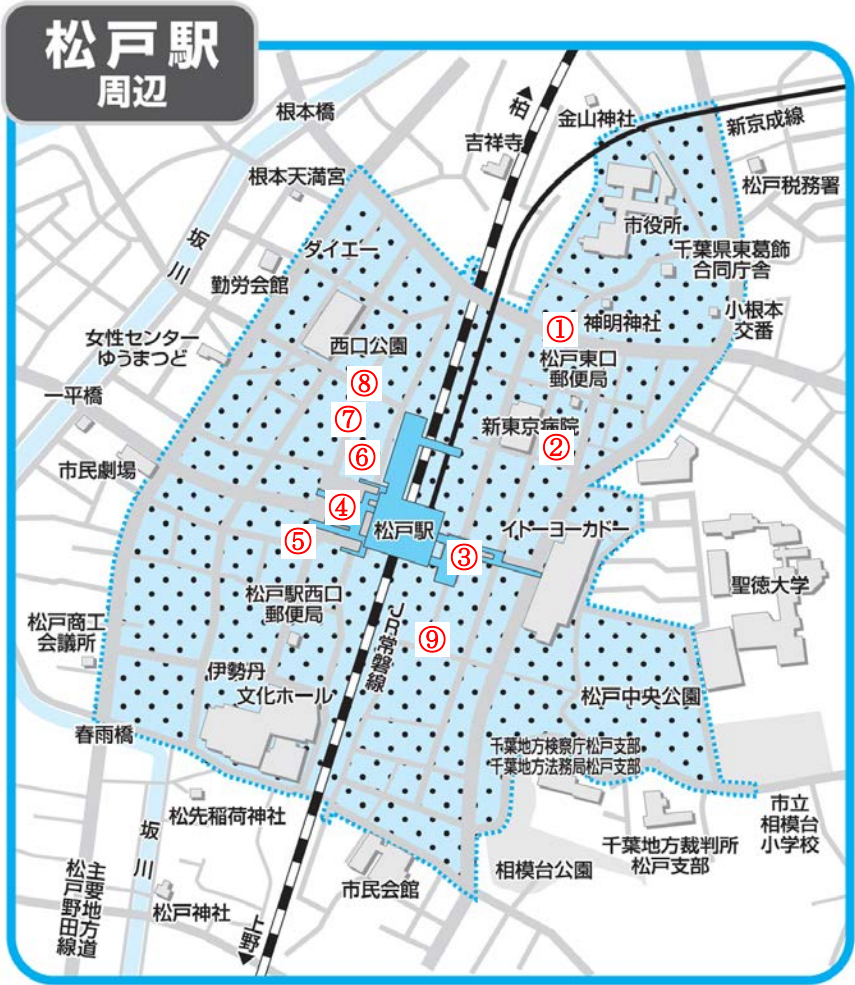 松戸駅
周辺
根本橋
柏
金山神社
新京成線
吉祥寺
根本天満宮
松戸税務署
市役所
坂川
ダイエー
千葉県東葛飾
合同庁舎
勤労会館
小根本
交番
①
神明神社
女性センター
ゆうまつど
西口公園
松戸東口
郵便局
⑧
一平橋
⑦
新東京病院
②
⑥
市民劇場
④
松戸駅
イトーヨーカドー
⑤
③
聖徳大学
松戸駅西口
郵便局
JR常磐線
松戸商工
会議所
⑨
伊勢丹
文化ホール
松戸中央公園
春雨橋
千葉地方検察庁松戸支部
千葉地方法務局松戸支部
松先稲荷神社
市立
相模台
小学校
坂川
千葉地方裁判所
松戸支部
相模台公園
市民会館
主要地方道
松戸野田線
松戸神社
上野